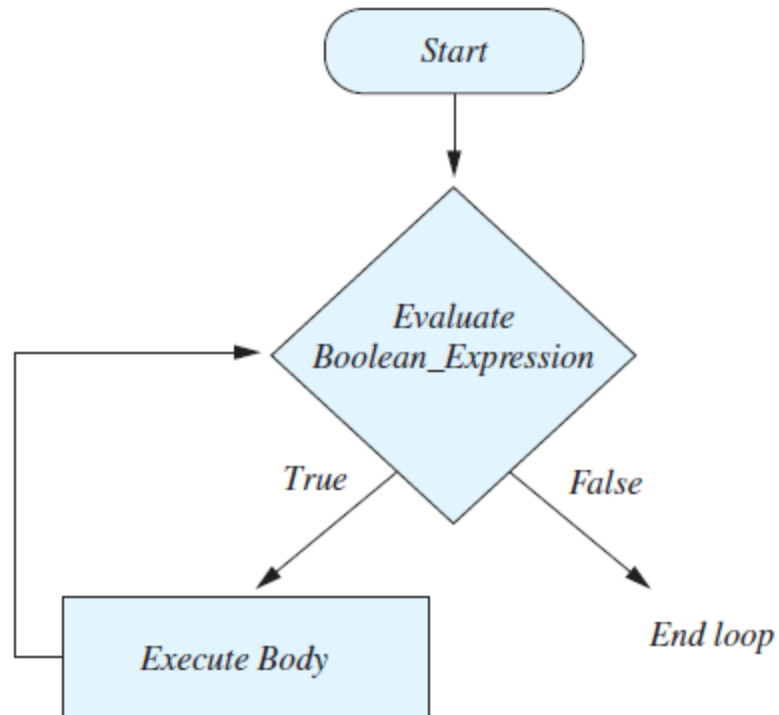 Start
Evaluate
Boolean_Expression
True
False
Execute Body
End loop